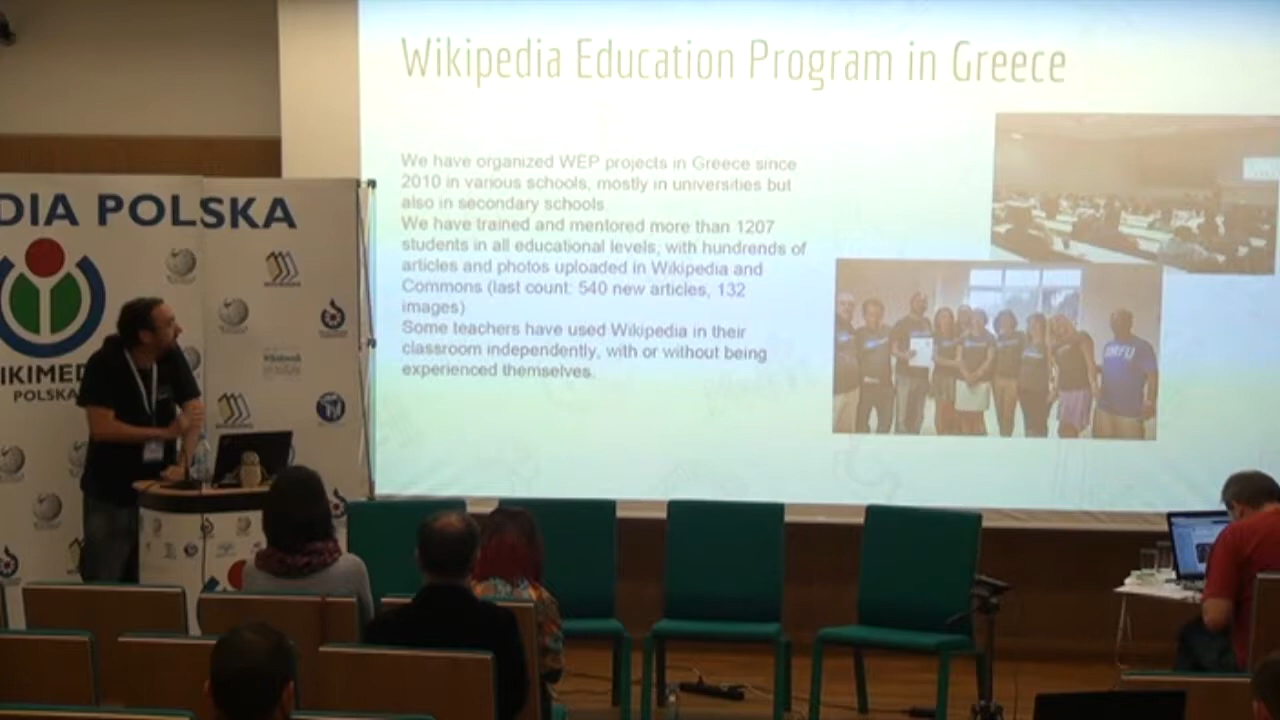 Wikipedia Education Program in Greece
We have organized WEP projects in Greece since
2010 in various schools, mostly in universities but
also in secondary schools.
We have trained and mentored more than 1207
students in all educational levels, with hundrends of
articles and photos uploaded in Wikipedia and
Commons (last count: 540 new articles, 132
images)
Some teachers have used Wikipedia in their
classroom independently, with or without being
experienced themselves.
DIA POLSKA
IKIMED
POLSKA